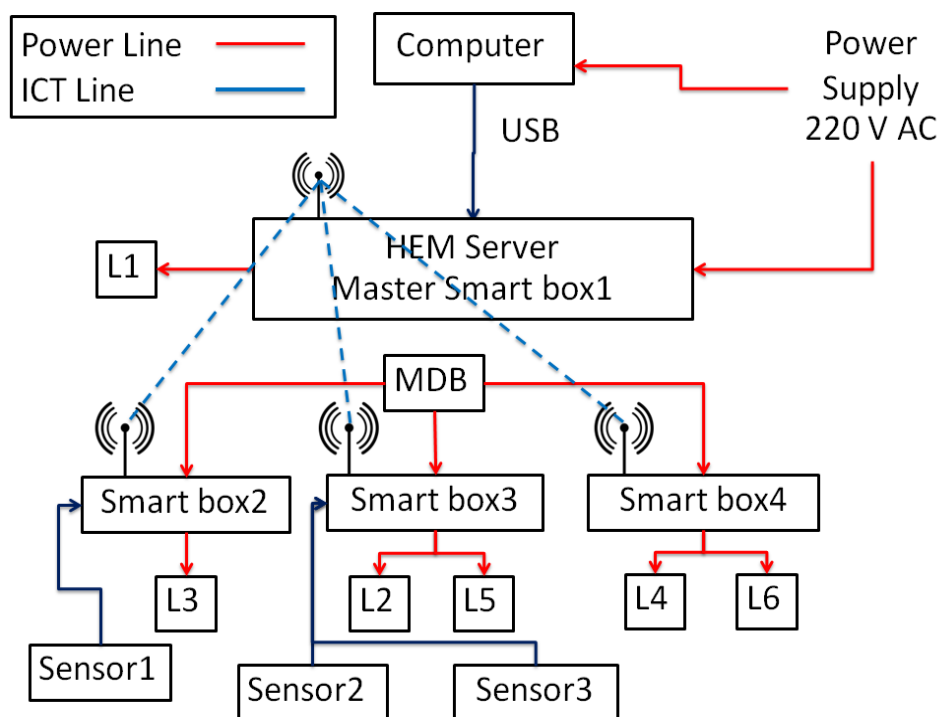 Power Line
ICT Line
Computer
Power
Supply
220 V AC
USB
HEM Server
Master Smart box1
L1
MDB
Smart box2
Smart box3
Smart box4
L3
L2
L5
L4
L6
Sensor1
Sensor2
Sensor3